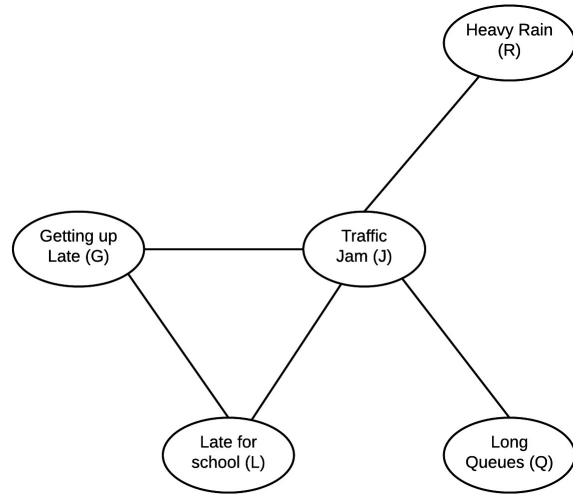 Heavy Rain
(R)
Getting up
Late (G)
Traffic
Jam (J)
Late for
school (L)
Long
Queues (Q)